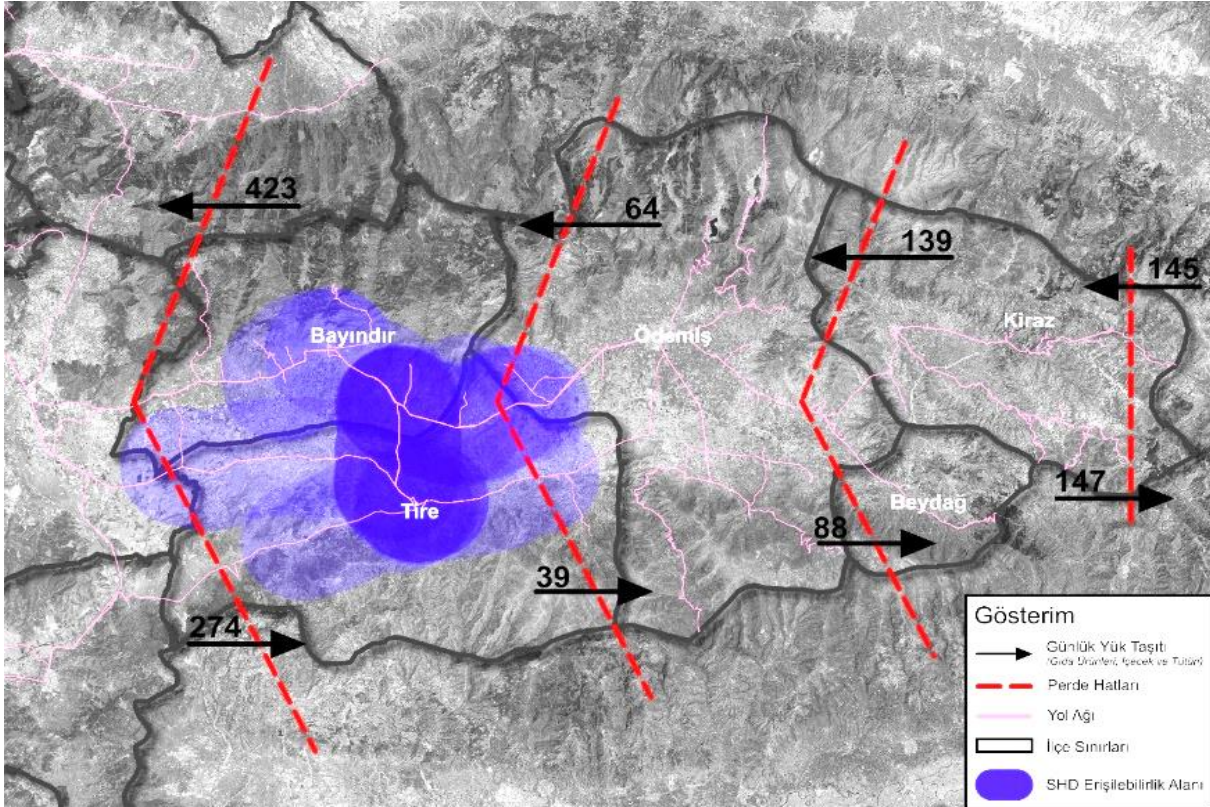 423
64
139
145
Bayındır
Ödemiş
Kiraz
147
Tire
Beydağ
88
39
274
Gösterim
Günlük Yük Taşıtı
(Gıda Ürünleri, İçecek ve Tütün)
Perde Hatları
Yol Ağı
İlçe Sınırları
SHD Erişilebilirlik Alanı